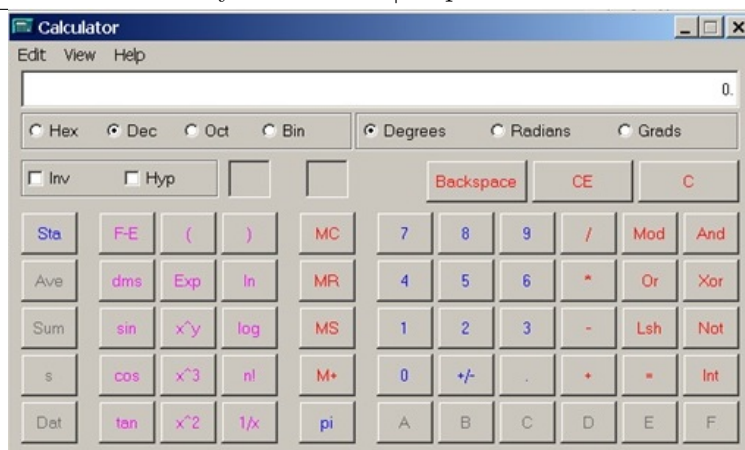 Calculator
Edit View Help
0.
Hex Dec Oct Bin Degrees Radians Grads
Inv Hyp Backspace CE C
Sta F-E ( ) MC 7 8 9 / Mod And
Ave dms Exp ln MR 4 5 6 * Or Xor
Sum sin x^y log MS 1 2 3 - Lsh Not
s cos x^3 n! M+ 0 +/- . + = Int
Dat tan x^2 1/x pi A B C D E F